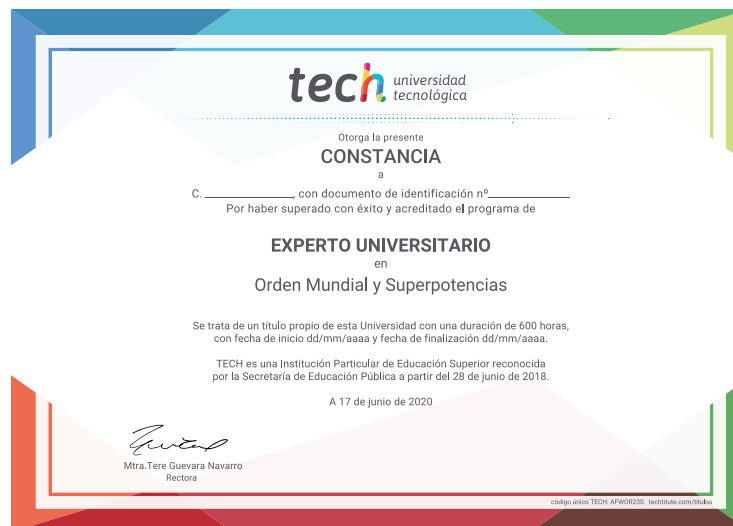 tech universidad
tecnológica
Otorga la presente
CONSTANCIA
a
C. ______________, con documento de identificación nº______________
Por haber superado con éxito y acreditado el programa de
EXPERTO UNIVERSITARIO
en
Orden Mundial y Superpotencias
Se trata de un título propio de esta Universidad con una duración de 600 horas,
con fecha de inicio dd/mm/aaaa y fecha de finalización dd/mm/aaaa.
TECH es una Institución Particular de Educación Superior reconocida
por la Secretaría de Educación Pública a partir del 28 de junio de 2018.
A 17 de junio de 2020
Mtra.Tere Guevara Navarro
Rectora
código único TECH: AFWOR23S techtitute.com/titulos